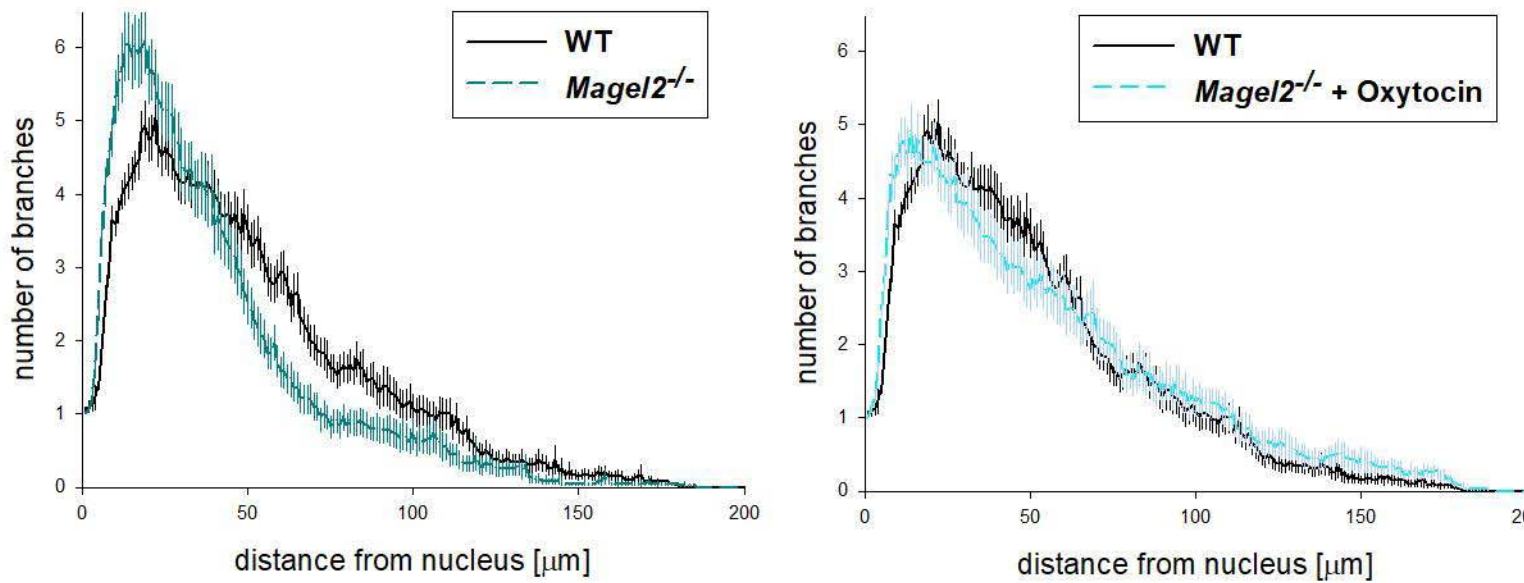 WT
Magel2-/-
number of branches
6
5
4
3
2
1
0
0 50 100 150 200
distance from nucleus [μm]
WT
Magel2-/- + Oxytocin
number of branches
6
5
4
3
2
1
0
0 50 100 150 20
distance from nucleus [μm]